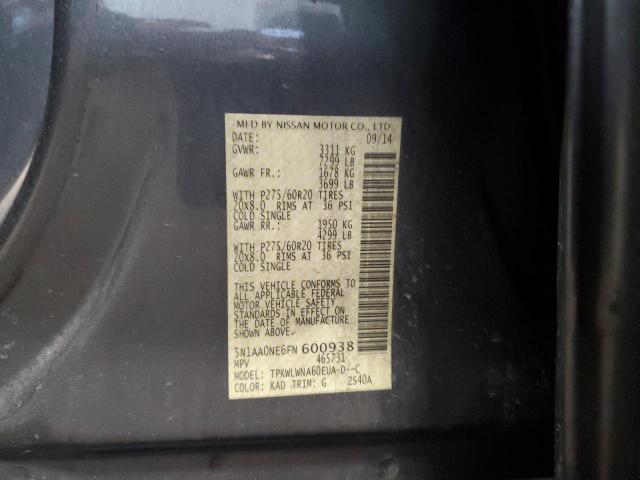 MFD BY NISSAN MOTOR CO., LTD.
DATE: 09/14
GVWR: 3311 KG
7299 LB
GAWR FR.: 1678 KG
3699 LB
WITH P275/60R20 TIRES
20X8.0 RIMS AT 36 PSI
COLD SINGLE
GAWR RR.: 1950 KG
4299 LB
WITH P275/60R20 TIRES
20X8.0 RIMS AT 36 PSI
COLD SINGLE
THIS VEHICLE CONFORMS TO
ALL APPLICABLE FEDERAL
MOTOR VEHICLE SAFETY
STANDARDS IN EFFECT ON
THE DATE OF MANUFACTURE
SHOWN ABOVE.
5N1AA0NE6FN 600938
MPV 46S731
MODEL: TPKWLWNA60EUA-D--C
COLOR: KAD TRIM: G 2S40A